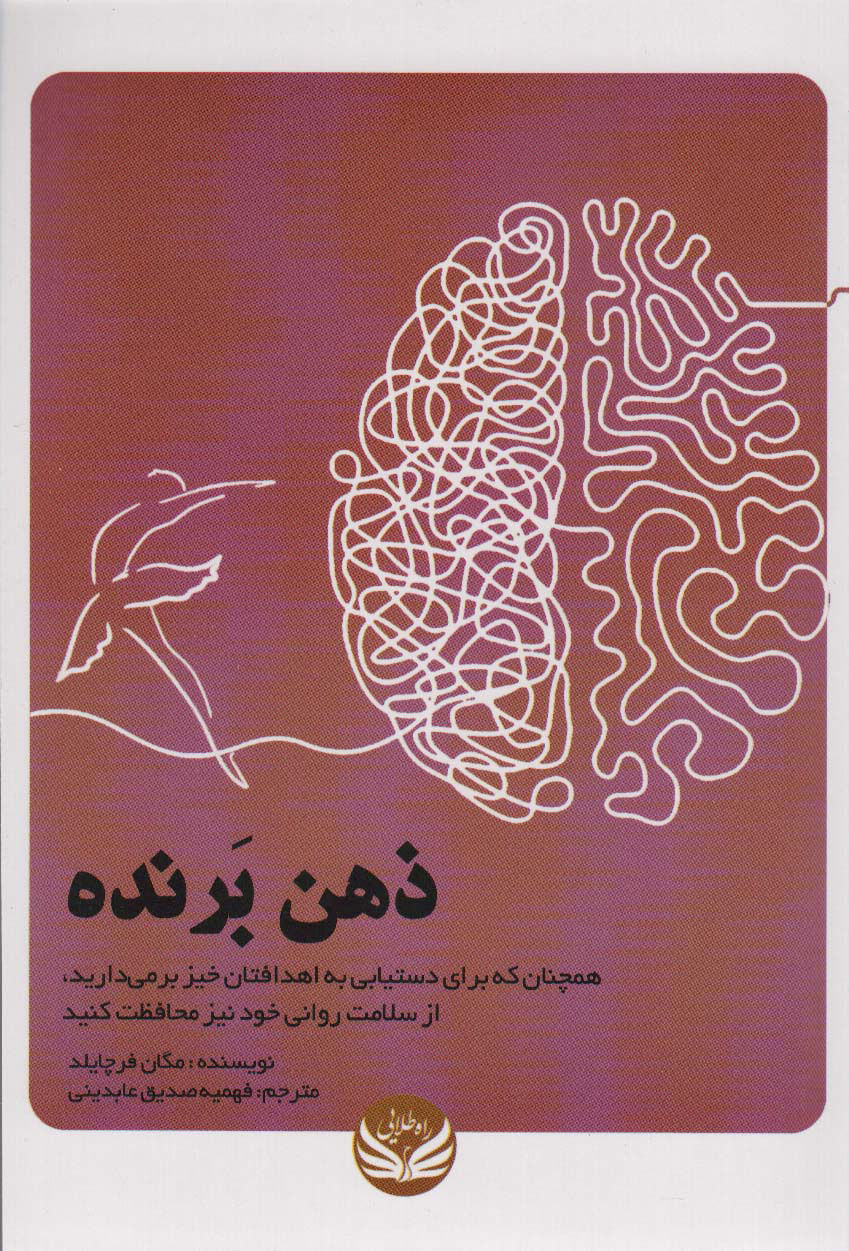 ذهن بَرنده
همچنان که برای دستیابی به اهدافتان خیز برمی‌دارید،
از سلامت روانی خود نیز محافظت کنید
نویسنده: مگان فرچایلد
مترجم: فهمیه صدیق عابدینی
راه طلایی